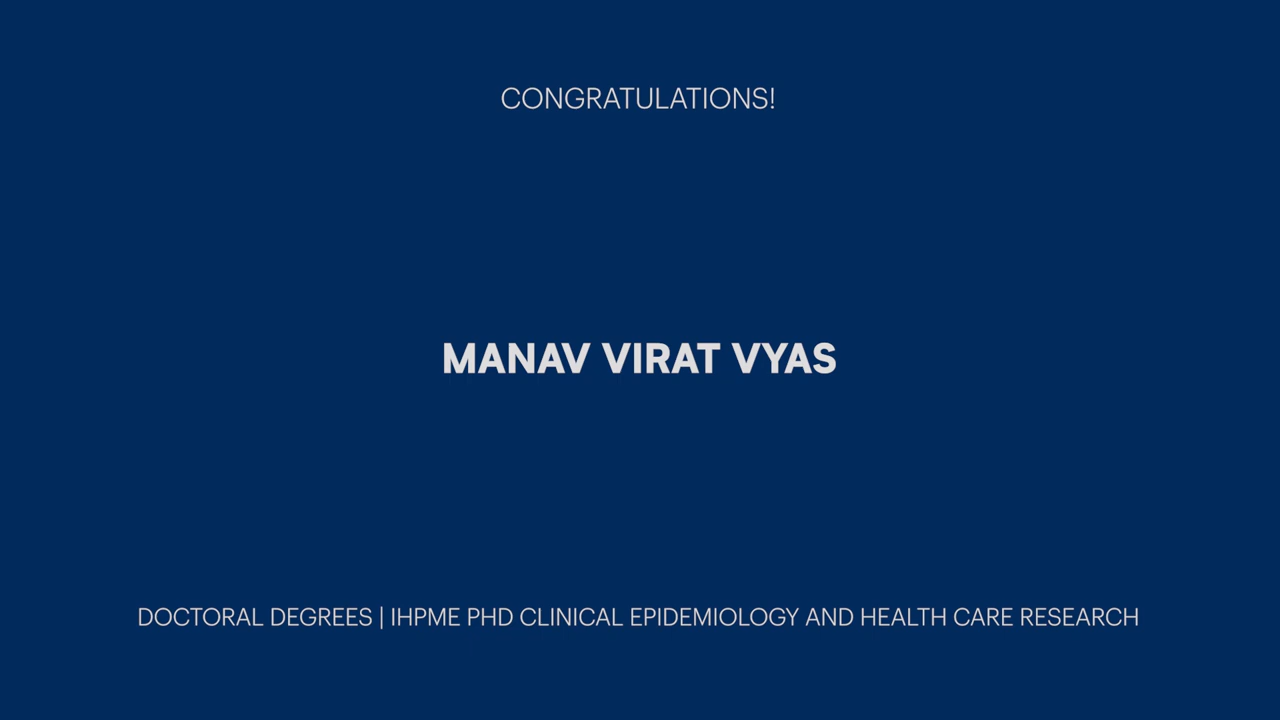 CONGRATULATIONS!
MANAV VIRAT VYAS
DOCTORAL DEGREES | IHPME PHD CLINICAL EPIDEMIOLOGY AND HEALTH CARE RESEARCH